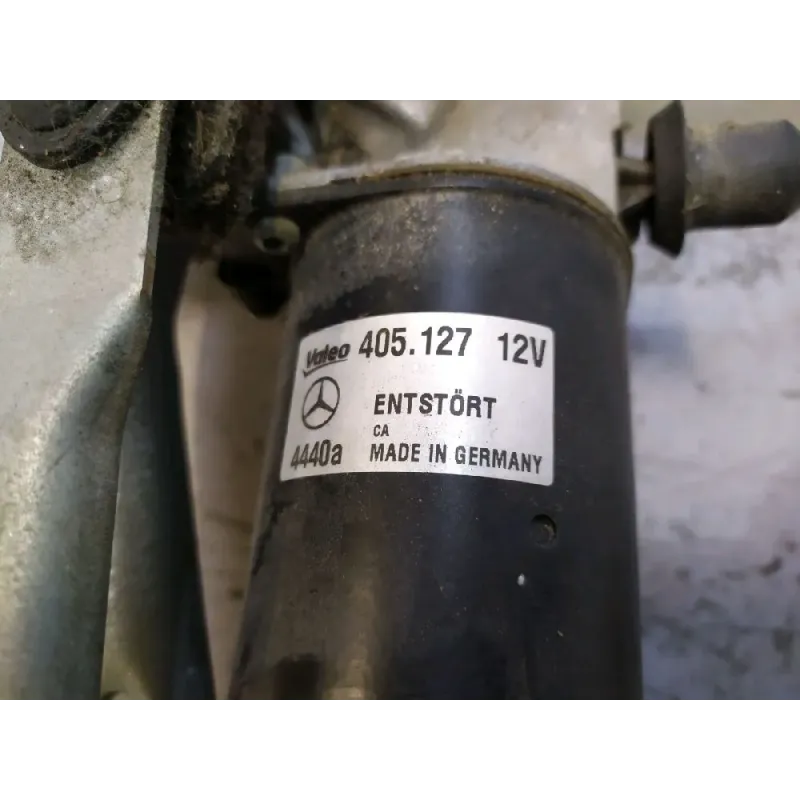 Valeo 405.127 12V
ENTSTÖRT
CA
4440a MADE IN GERMANY